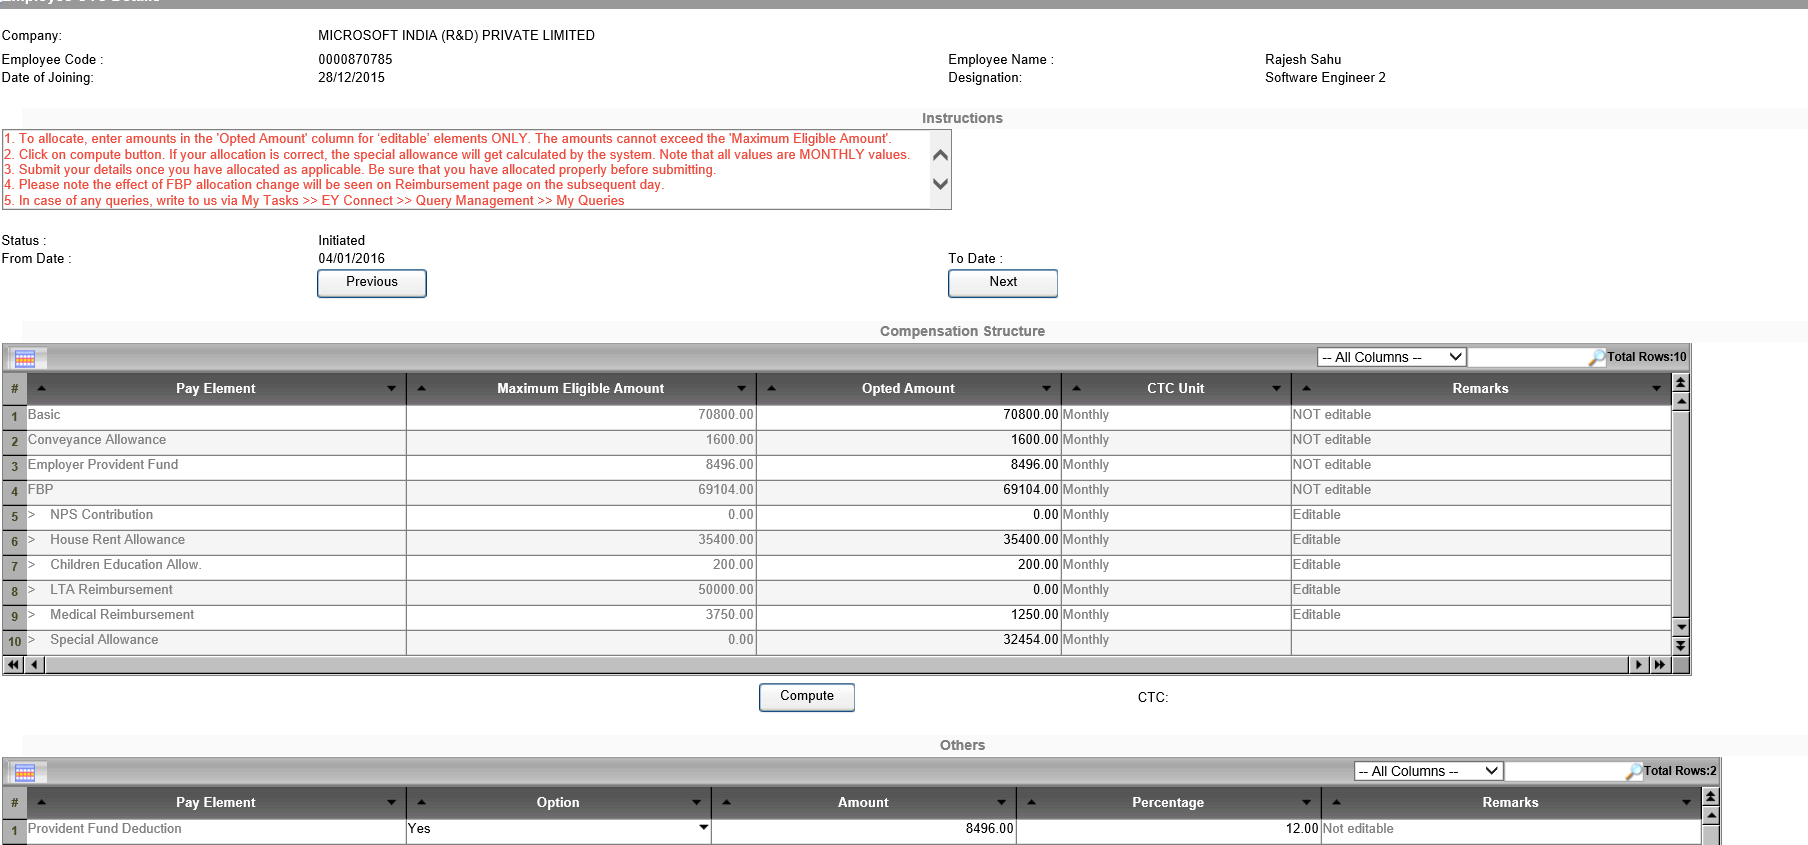 Employee CTC Details
Company: MICROSOFT INDIA (R&D) PRIVATE LIMITED
Employee Code : 0000870785 Employee Name : Rajesh Sahu
Date of Joining: 28/12/2015 Designation: Software Engineer 2
Instructions
1. To allocate, enter amounts in the 'Opted Amount' column for 'editable' elements ONLY. The amounts cannot exceed the 'Maximum Eligible Amount'.
2. Click on compute button. If your allocation is correct, the special allowance will get calculated by the system. Note that all values are MONTHLY values.
3. Submit your details once you have allocated as applicable. Be sure that you have allocated properly before submitting.
4. Please note the effect of FBP allocation change will be seen on Reimbursement page on the subsequent day.
5. In case of any queries, write to us via My Tasks >> EY Connect >> Query Management >> My Queries
Status : Initiated
From Date : 04/01/2016 To Date :
Previous Next
Compensation Structure
-- All Columns -- Total Rows:10
# Pay Element Maximum Eligible Amount Opted Amount CTC Unit Remarks
1 Basic 70800.00 70800.00 Monthly NOT editable
2 Conveyance Allowance 1600.00 1600.00 Monthly NOT editable
3 Employer Provident Fund 8496.00 8496.00 Monthly NOT editable
4 FBP 69104.00 69104.00 Monthly NOT editable
5 > NPS Contribution 0.00 0.00 Monthly Editable
6 > House Rent Allowance 35400.00 35400.00 Monthly Editable
7 > Children Education Allow. 200.00 200.00 Monthly Editable
8 > LTA Reimbursement 50000.00 0.00 Monthly Editable
9 > Medical Reimbursement 3750.00 1250.00 Monthly Editable
10 > Special Allowance 0.00 32454.00 Monthly
Compute CTC:
Others
-- All Columns -- Total Rows:2
# Pay Element Option Amount Percentage Remarks
1 Provident Fund Deduction Yes 8496.00 12.00 Not editable